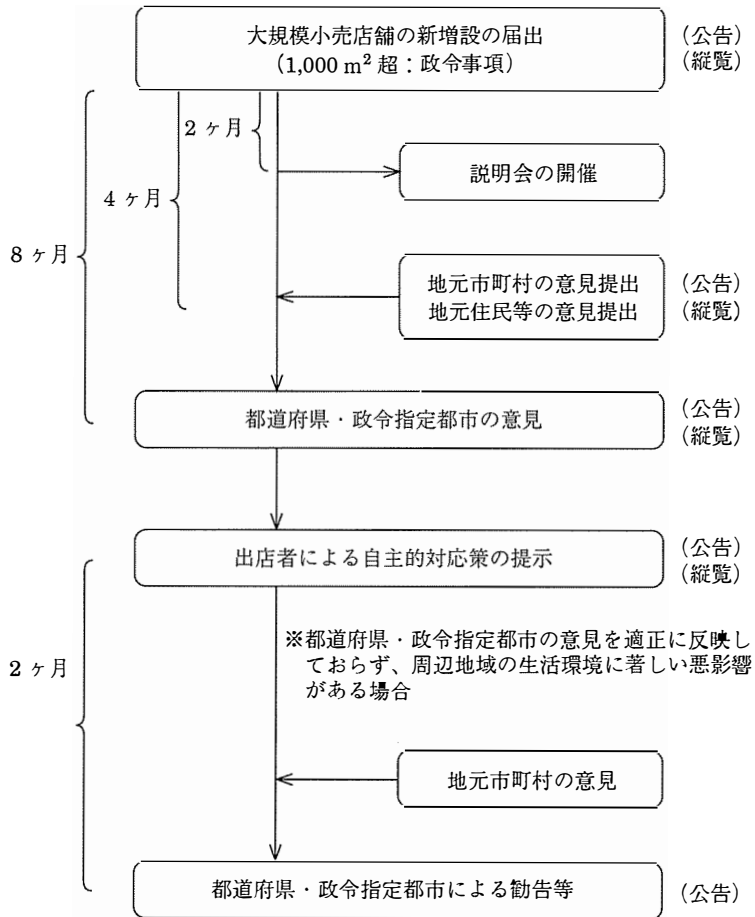 大規模小売店舗の新増設の届出
（1,000 m² 超：政令事項）
（公告）
（縦覧）
2 ヶ月
説明会の開催
4 ヶ月
8 ヶ月
地元市町村の意見提出
地元住民等の意見提出
（公告）
（縦覧）
都道府県・政令指定都市の意見
（公告）
（縦覧）
出店者による自主的対応策の提示
（公告）
（縦覧）
※都道府県・政令指定都市の意見を適正に反映し
ておらず、周辺地域の生活環境に著しい悪影響
がある場合
2 ヶ月
地元市町村の意見
都道府県・政令指定都市による勧告等
（公告）